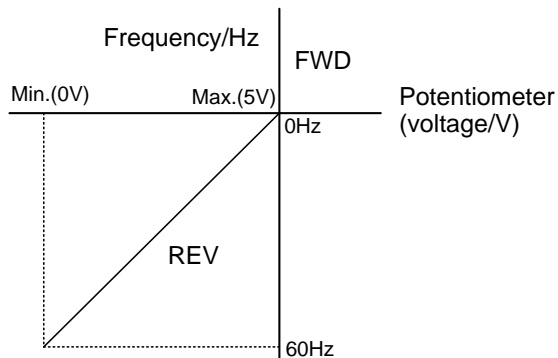 Frequency/Hz
FWD
Min.(0V)
Max.(5V)
Potentiometer
(voltage/V)
0Hz
REV
60Hz